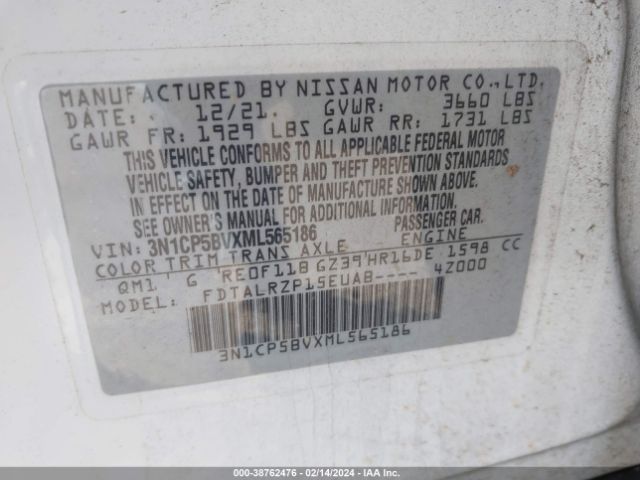 MANUFACTURED BY NISSAN MOTOR CO., LTD.
DATE: 12/21. GVWR: 3660 LBS
GAWR FR: 1929 LBS GAWR RR: 1731 LBS
THIS VEHICLE CONFORMS TO ALL APPLICABLE FEDERAL MOTOR
VEHICLE SAFETY, BUMPER AND THEFT PREVENTION STANDARDS
IN EFFECT ON THE DATE OF MANUFACTURE SHOWN ABOVE.
SEE OWNER'S MANUAL FOR ADDITIONAL INFORMATION.
VIN: 3N1CP5BVXML565186 PASSENGER CAR.
COLOR TRIM TRANS AXLE ENGINE
QM1 G RE0F11B GZ39 HR16DE 1598 CC
MODEL: FDTALRZP15EUAB---- 4Z000
3N1CP5BVXML565186
000-38762476 - 02/14/2024 - IAAI.com